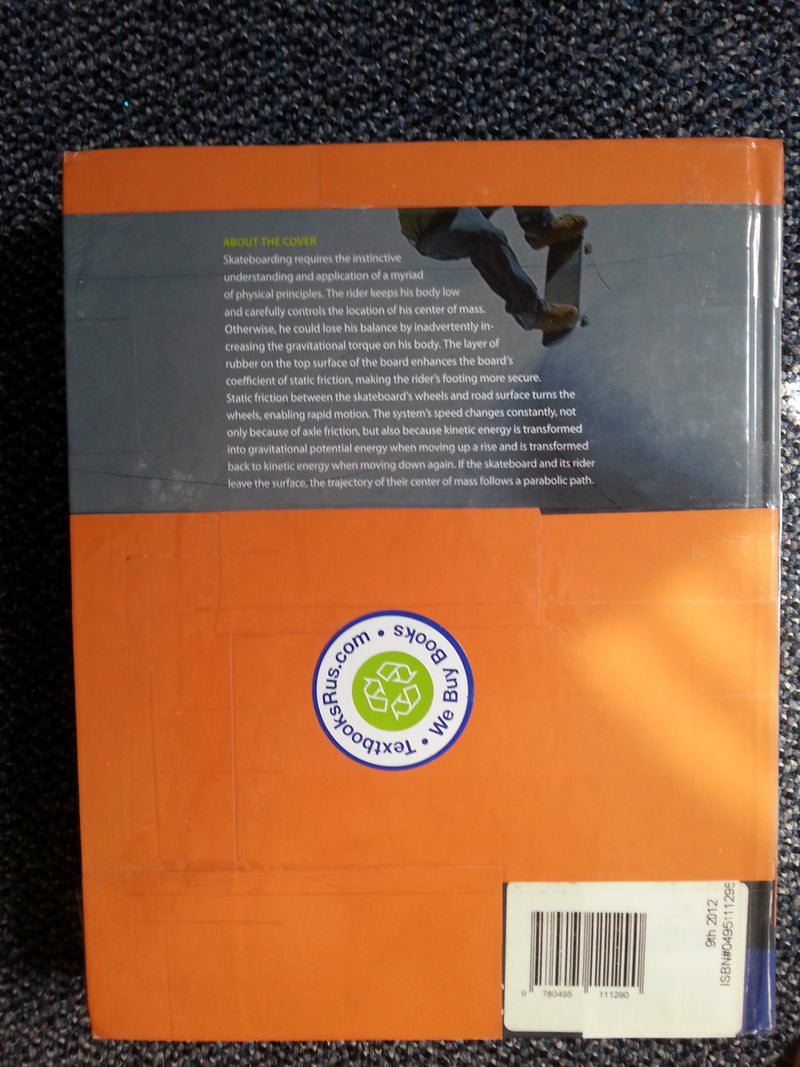 ABOUT THE COVER
Skateboarding requires the instinctive
understanding and application of a myriad
of physical principles. The rider keeps his body low
and carefully controls the location of his center of mass.
Otherwise, he could lose his balance by inadvertently in-
creasing the gravitational torque on his body. The layer of
rubber on the top surface of the board enhances the board's
coefficient of static friction, making the rider's footing more secure.
Static friction between the skateboard's wheels and road surface turns the
wheels, enabling rapid motion. The system's speed changes constantly, not
only because of axle friction, but also because kinetic energy is transformed
into gravitational potential energy when moving up a rise and is transformed
back to kinetic energy when moving down again. If the skateboard and its rider
leave the surface, the trajectory of their center of mass follows a parabolic path.
TextbooksRus.com • We Buy Books •
9th 2012
ISBN#0495111295
9 780495 111290